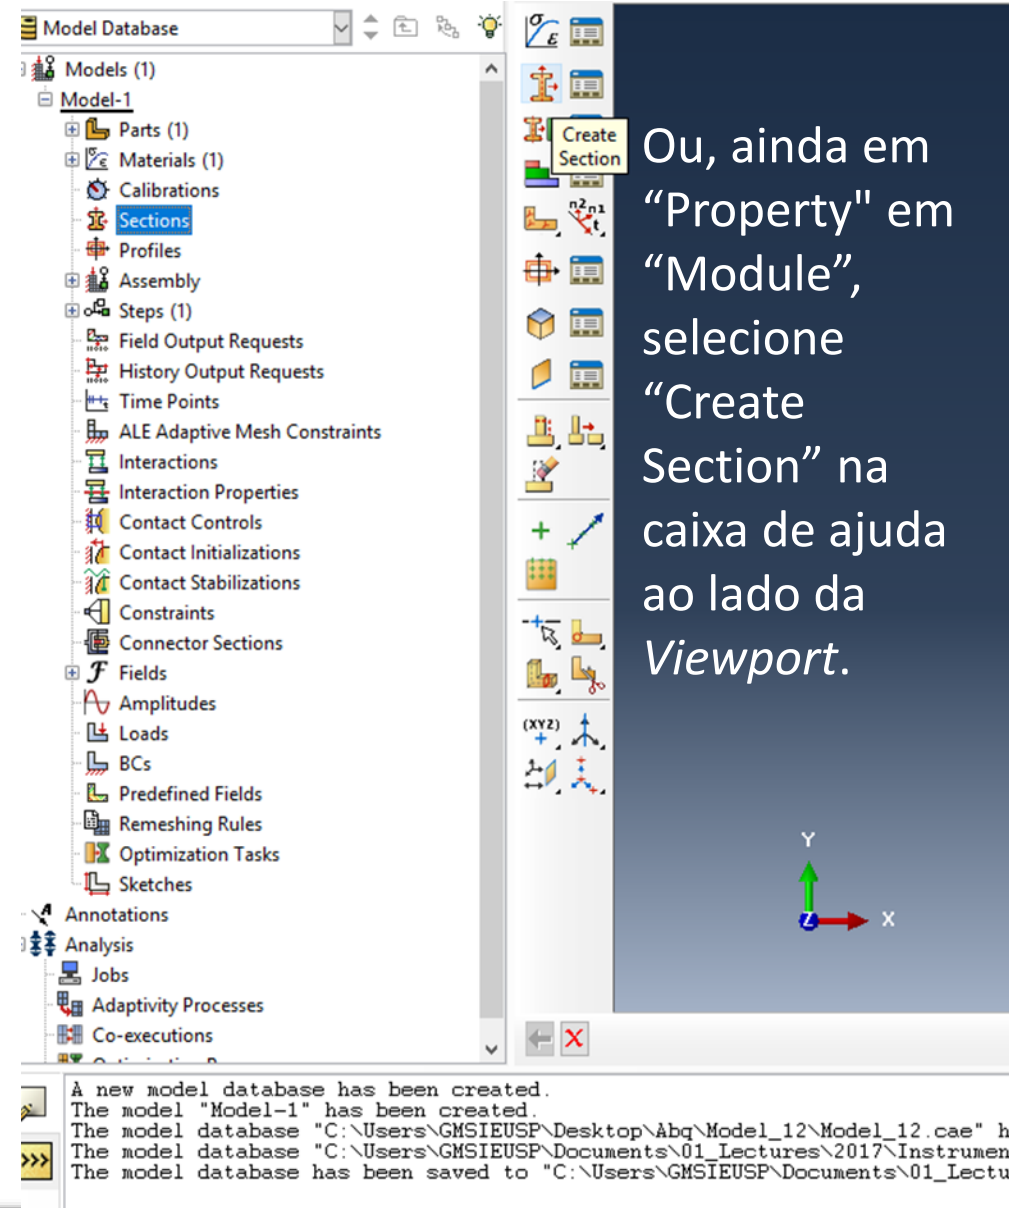 Model Database
Models (1)
Model-1
Parts (1)
Materials (1)
Calibrations
Sections
Profiles
Assembly
Steps (1)
Field Output Requests
History Output Requests
Time Points
ALE Adaptive Mesh Constraints
Interactions
Interaction Properties
Contact Controls
Contact Initializations
Contact Stabilizations
Constraints
Connector Sections
Fields
Amplitudes
Loads
BCs
Predefined Fields
Remeshing Rules
Optimization Tasks
Sketches
Annotations
Analysis
Jobs
Adaptivity Processes
Co-executions
Create
Section
n2 n1
t
(XYZ)
Ou, ainda em
“Property" em
“Module”,
selecione
“Create
Section” na
caixa de ajuda
ao lado da
Viewport.
Y
Z X
A new model database has been created.
The model "Model-1" has been created.
The model database "C:\Users\GMSIEUSP\Desktop\Abq\Model_12\Model_12.cae" h
The model database "C:\Users\GMSIEUSP\Documents\01_Lectures\2017\Instrumen
The model database has been saved to "C:\Users\GMSIEUSP\Documents\01_Lectu
>>>